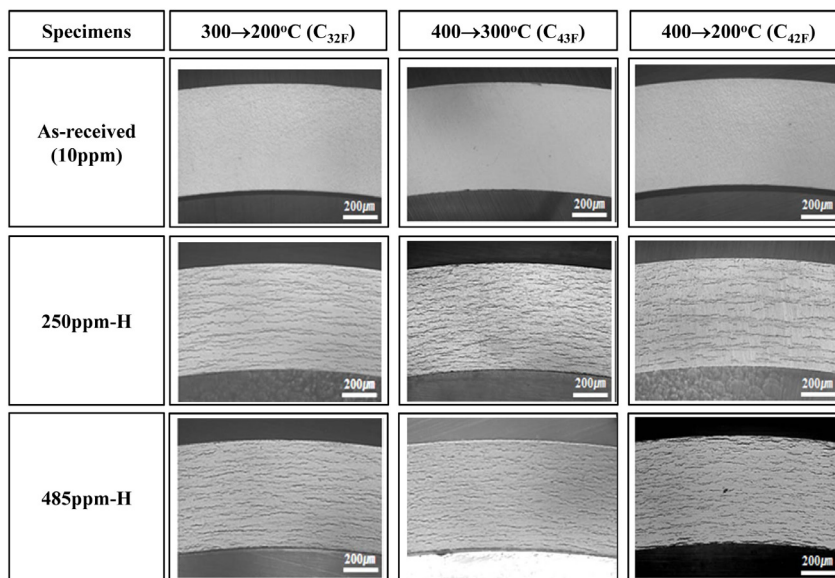 Specimens
300→200°C (C32F)
400→300°C (C43F)
400→200°C (C42F)
As-received
(10ppm)
200μm
200μm
200μm
250ppm-H
200μm
200μm
200μm
485ppm-H
200μm
200μm
200μm